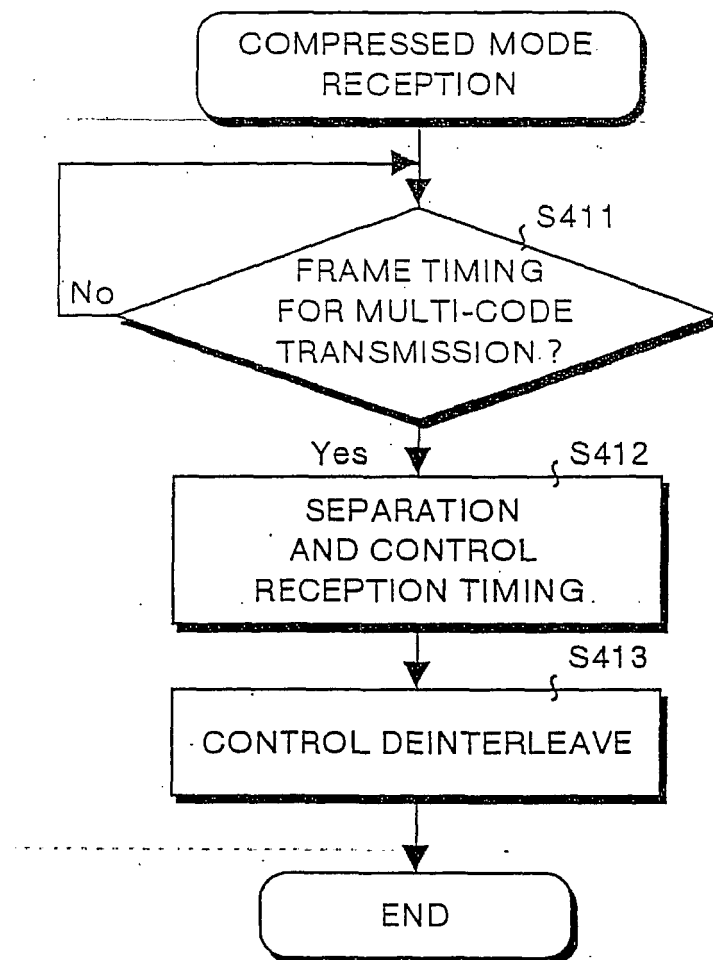 COMPRESSED MODE
RECEPTION
S411
FRAME TIMING
FOR MULTI-CODE
TRANSMISSION ?
No
Yes
S412
SEPARATION
AND CONTROL
RECEPTION TIMING
S413
CONTROL DEINTERLEAVE
END